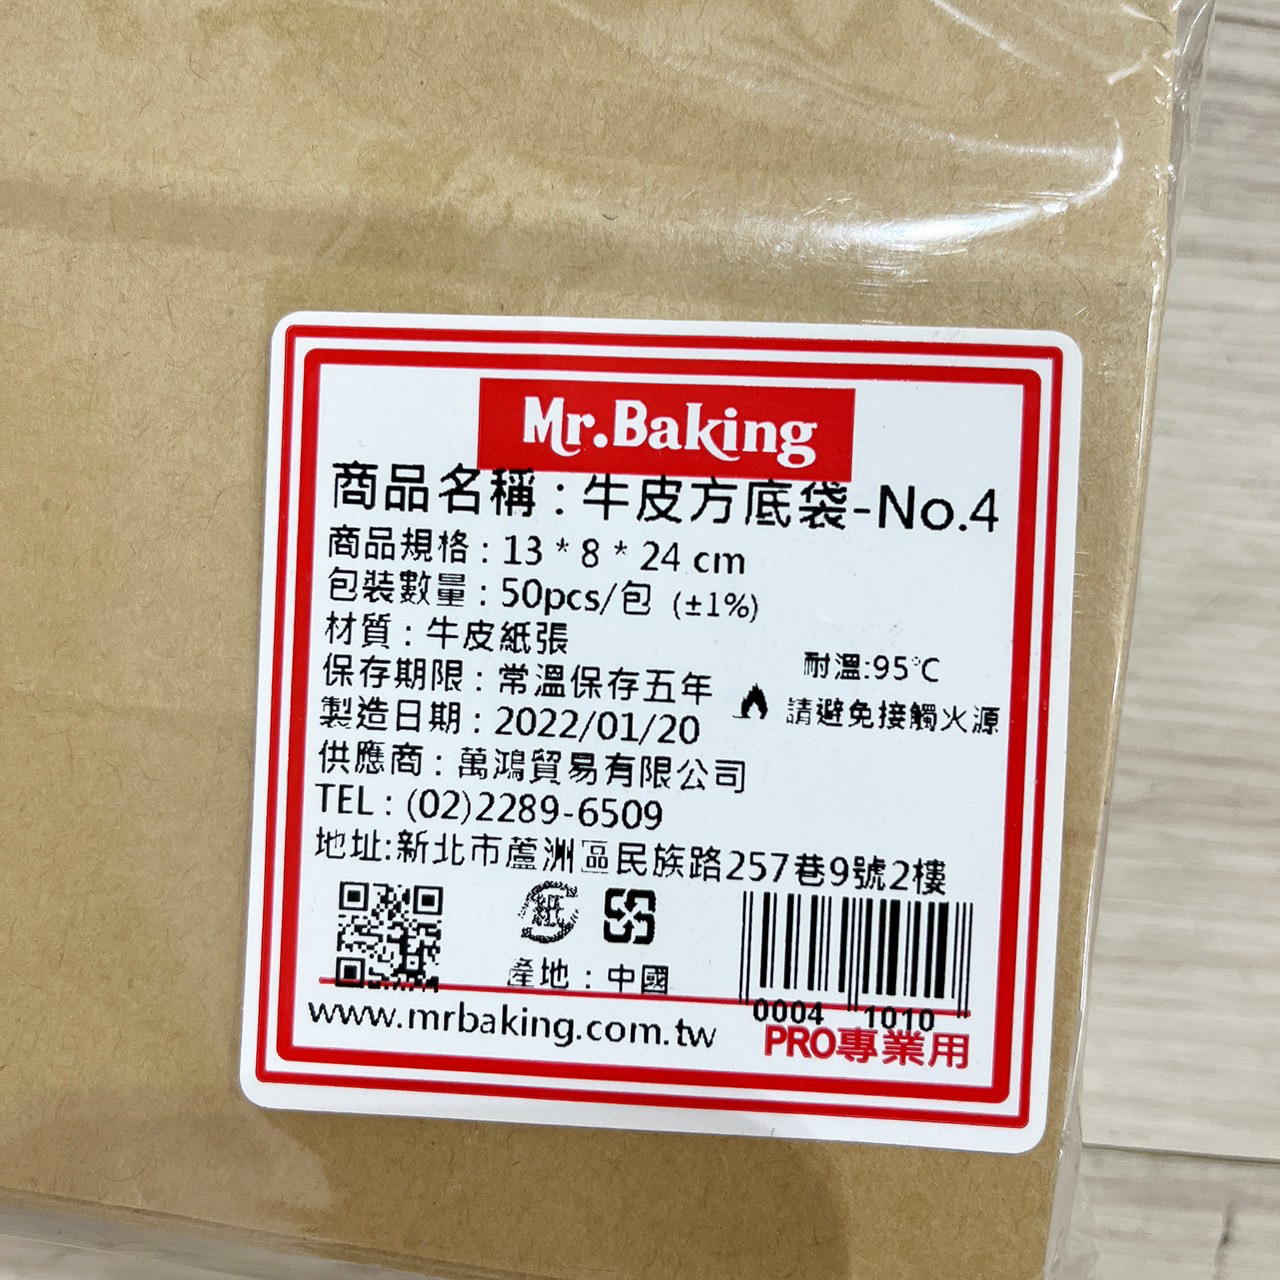 Mr.Baking
商品名稱：牛皮方底袋-No.4
商品規格：13 * 8 * 24 cm
包裝數量：50pcs/包 (±1%)
材質：牛皮紙張
保存期限：常溫保存五年
耐溫:95℃
製造日期：2022/01/20
請避免接觸火源
供應商：萬鴻貿易有限公司
TEL：(02)2289-6509
地址:新北市蘆洲區民族路257巷9號2樓
紙
產地：中國
0004 1010
www.mrbaking.com.tw
PRO專業用